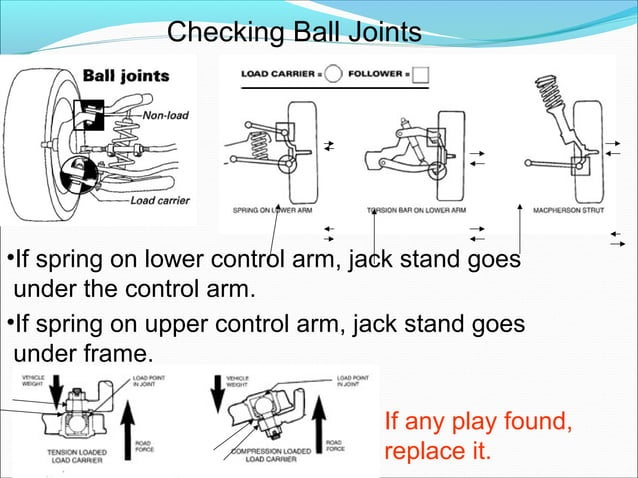 Checking Ball Joints
Ball joints
Non-load
Load carrier
LOAD CARRIER = FOLLOWER =
SPRING ON LOWER ARM
TORSION BAR ON LOWER ARM
MACPHERSON STRUT
•If spring on lower control arm, jack stand goes
under the control arm.
•If spring on upper control arm, jack stand goes
under frame.
VEHICLE
WEIGHT
LOAD POINT
IN JOINT
ROAD
FORCE
TENSION LOADED
LOAD CARRIER
VEHICLE
WEIGHT
LOAD POINT
IN JOINT
ROAD
FORCE
COMPRESSION LOADED
LOAD CARRIER
If any play found,
replace it.